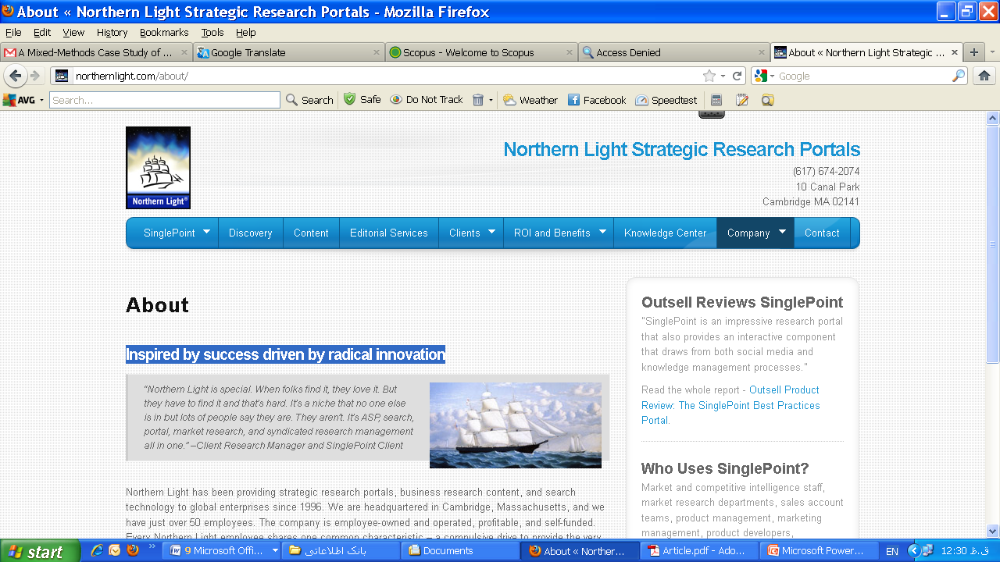 About « Northern Light Strategic Research Portals - Mozilla Firefox
File Edit View History Bookmarks Tools Help
A Mixed-Methods Case Study of ... Google Translate Scopus - Welcome to Scopus Access Denied About « Northern Light Strategic ...
northernlight.com/about/ Google
AVG Search... Search Safe Do Not Track Weather Facebook Speedtest
Northern Light®
Northern Light Strategic Research Portals
(617) 674-2074
10 Canal Park
Cambridge MA 02141
SinglePoint Discovery Content Editorial Services Clients ROI and Benefits Knowledge Center Company Contact
About
Inspired by success driven by radical innovation
"Northern Light is special. When folks find it, they love it. But
they have to find it and that's hard. It's a niche that no one else
is in but lots of people say they are. They aren't. It's ASP, search,
portal, market research, and syndicated research management
all in one." –Client Research Manager and SinglePoint Client
Northern Light has been providing strategic research portals, business research content, and search
technology to global enterprises since 1996. We are headquartered in Cambridge, Massachusetts, and we
have just over 50 employees. The company is employee-owned and operated, profitable, and self-funded.
Every Northern Light employee shares one common characteristic – a compulsive drive to provide the very
Outsell Reviews SinglePoint
"SinglePoint is an impressive research portal
that also provides an interactive component
that draws from both social media and
knowledge management processes."
Read the whole report - Outsell Product
Review: The SinglePoint Best Practices
Portal.
Who Uses SinglePoint?
Market and competitive intelligence staff,
market research departments, sales account
teams, product management, marketing
management, product developers,
start 9 Microsoft Offi... بانک اطلاعاتی Documents About « Norther... Article.pdf - Ado... Microsoft Power... EN 12:30 ق.ظ